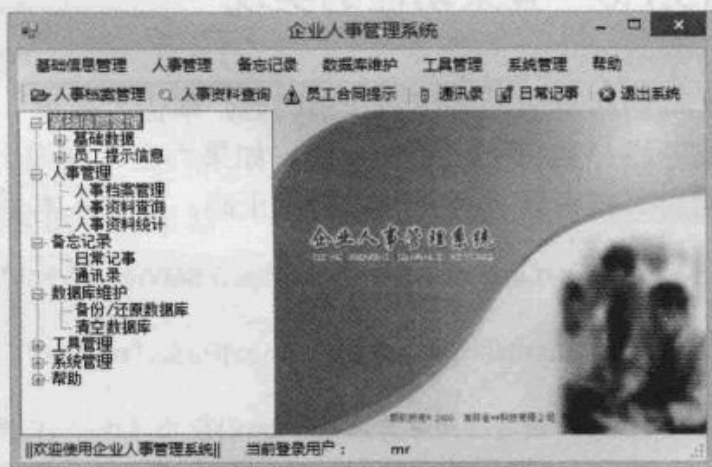 企业人事管理系统
基础信息管理 人事管理 备忘记录 数据库维护 工具管理 系统管理 帮助
人事档案管理 人事资料查询 员工合同提示 通讯录 日常记事 退出系统
基础数据
员工提示信息
人事管理
人事档案管理
人事资料查询
人事资料统计
备忘记录
日常记事
通讯录
数据库维护
备份/还原数据库
清空数据库
工具管理
系统管理
帮助
企业人事管理系统
||欢迎使用企业人事管理系统|| 当前登录用户： mr